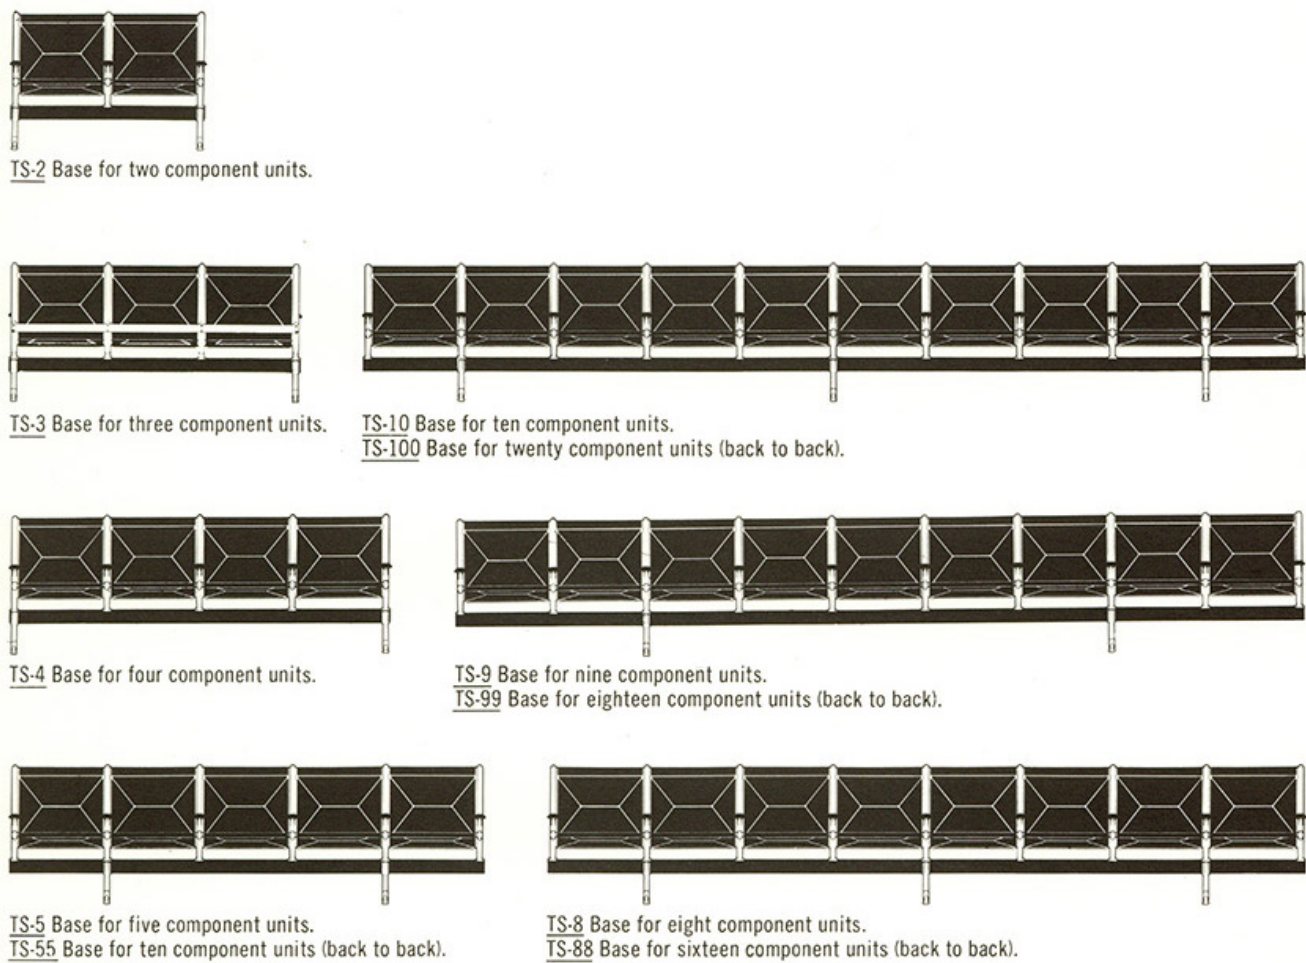 TS-2 Base for two component units.
TS-3 Base for three component units.
TS-10 Base for ten component units.
TS-100 Base for twenty component units (back to back).
TS-4 Base for four component units.
TS-9 Base for nine component units.
TS-99 Base for eighteen component units (back to back).
TS-5 Base for five component units.
TS-55 Base for ten component units (back to back).
TS-8 Base for eight component units.
TS-88 Base for sixteen component units (back to back).